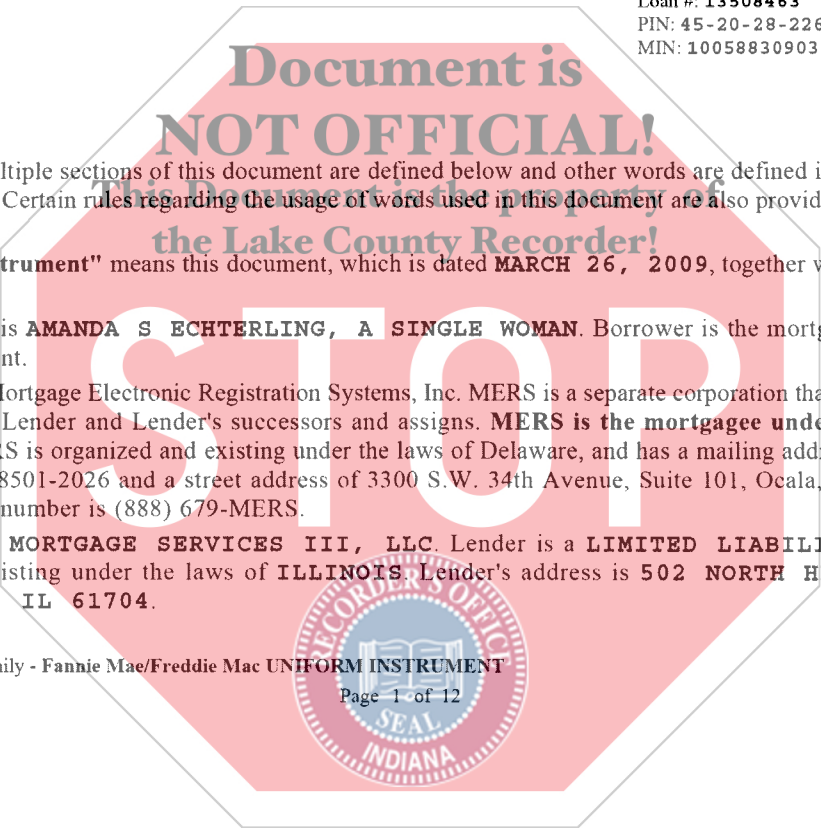 Loan #: 13508463
PIN: 45-20-28-226
MIN: 10058830903
Document is
NOT OFFICIAL!
ltiple sections of this document are defined below and other words are defined i
This Document is the property of
Certain rules regarding the usage of words used in this document are also provid
the Lake County Recorder!
trument" means this document, which is dated MARCH 26, 2009, together w
is AMANDA S ECHTERLING, A SINGLE WOMAN. Borrower is the mortg
nt.
Mortgage Electronic Registration Systems, Inc. MERS is a separate corporation tha
Lender and Lender's successors and assigns. MERS is the mortgagee unde
RS is organized and existing under the laws of Delaware, and has a mailing addr
8501-2026 and a street address of 3300 S.W. 34th Avenue, Suite 101, Ocala,
number is (888) 679-MERS.
STOP
MORTGAGE SERVICES III, LLC. Lender is a LIMITED LIABILI
isting under the laws of ILLINOIS. Lender's address is 502 NORTH H
IL 61704.
RECORDER'S OFFICE
nily - Fannie Mae/Freddie Mac UNIFORM INSTRUMENT
Page 1 of 12
SEAL
INDIANA